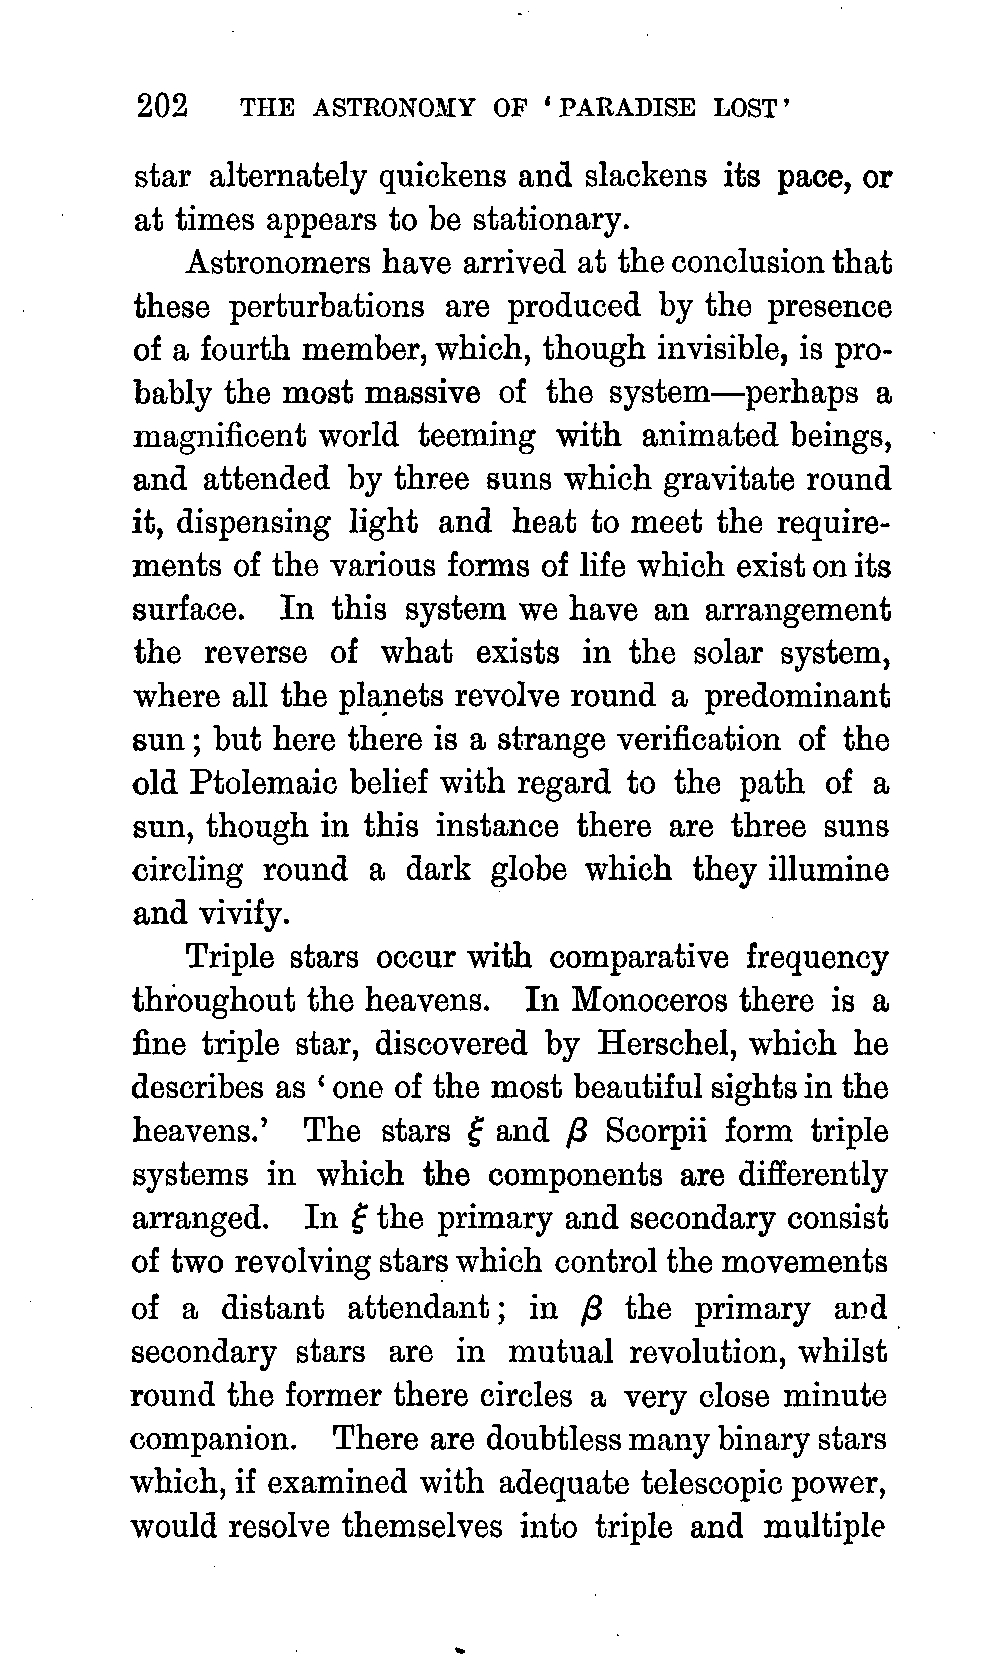 202 THE ASTRONOMY OF ‘PARADISE LOST’
star alternately quickens and slackens its pace, or
at times appears to be stationary.
Astronomers have arrived at the conclusion that
these perturbations are produced by the presence
of a fourth member, which, though invisible, is pro-
bably the most massive of the system—perhaps a
magnificent world teeming with animated beings,
and attended by three suns which gravitate round
it, dispensing light and heat to meet the require-
ments of the various forms of life which exist on its
surface. In this system we have an arrangement
the reverse of what exists in the solar system,
where all the planets revolve round a predominant
sun; but here there is a strange verification of the
old Ptolemaic belief with regard to the path of a
sun, though in this instance there are three suns
circling round a dark globe which they illumine
and vivify.
Triple stars occur with comparative frequency
throughout the heavens. In Monoceros there is a
fine triple star, discovered by Herschel, which he
describes as ‘one of the most beautiful sights in the
heavens.’ The stars ξ and β Scorpii form triple
systems in which the components are differently
arranged. In ξ the primary and secondary consist
of two revolving stars which control the movements
of a distant attendant; in β the primary and
secondary stars are in mutual revolution, whilst
round the former there circles a very close minute
companion. There are doubtless many binary stars
which, if examined with adequate telescopic power,
would resolve themselves into triple and multiple